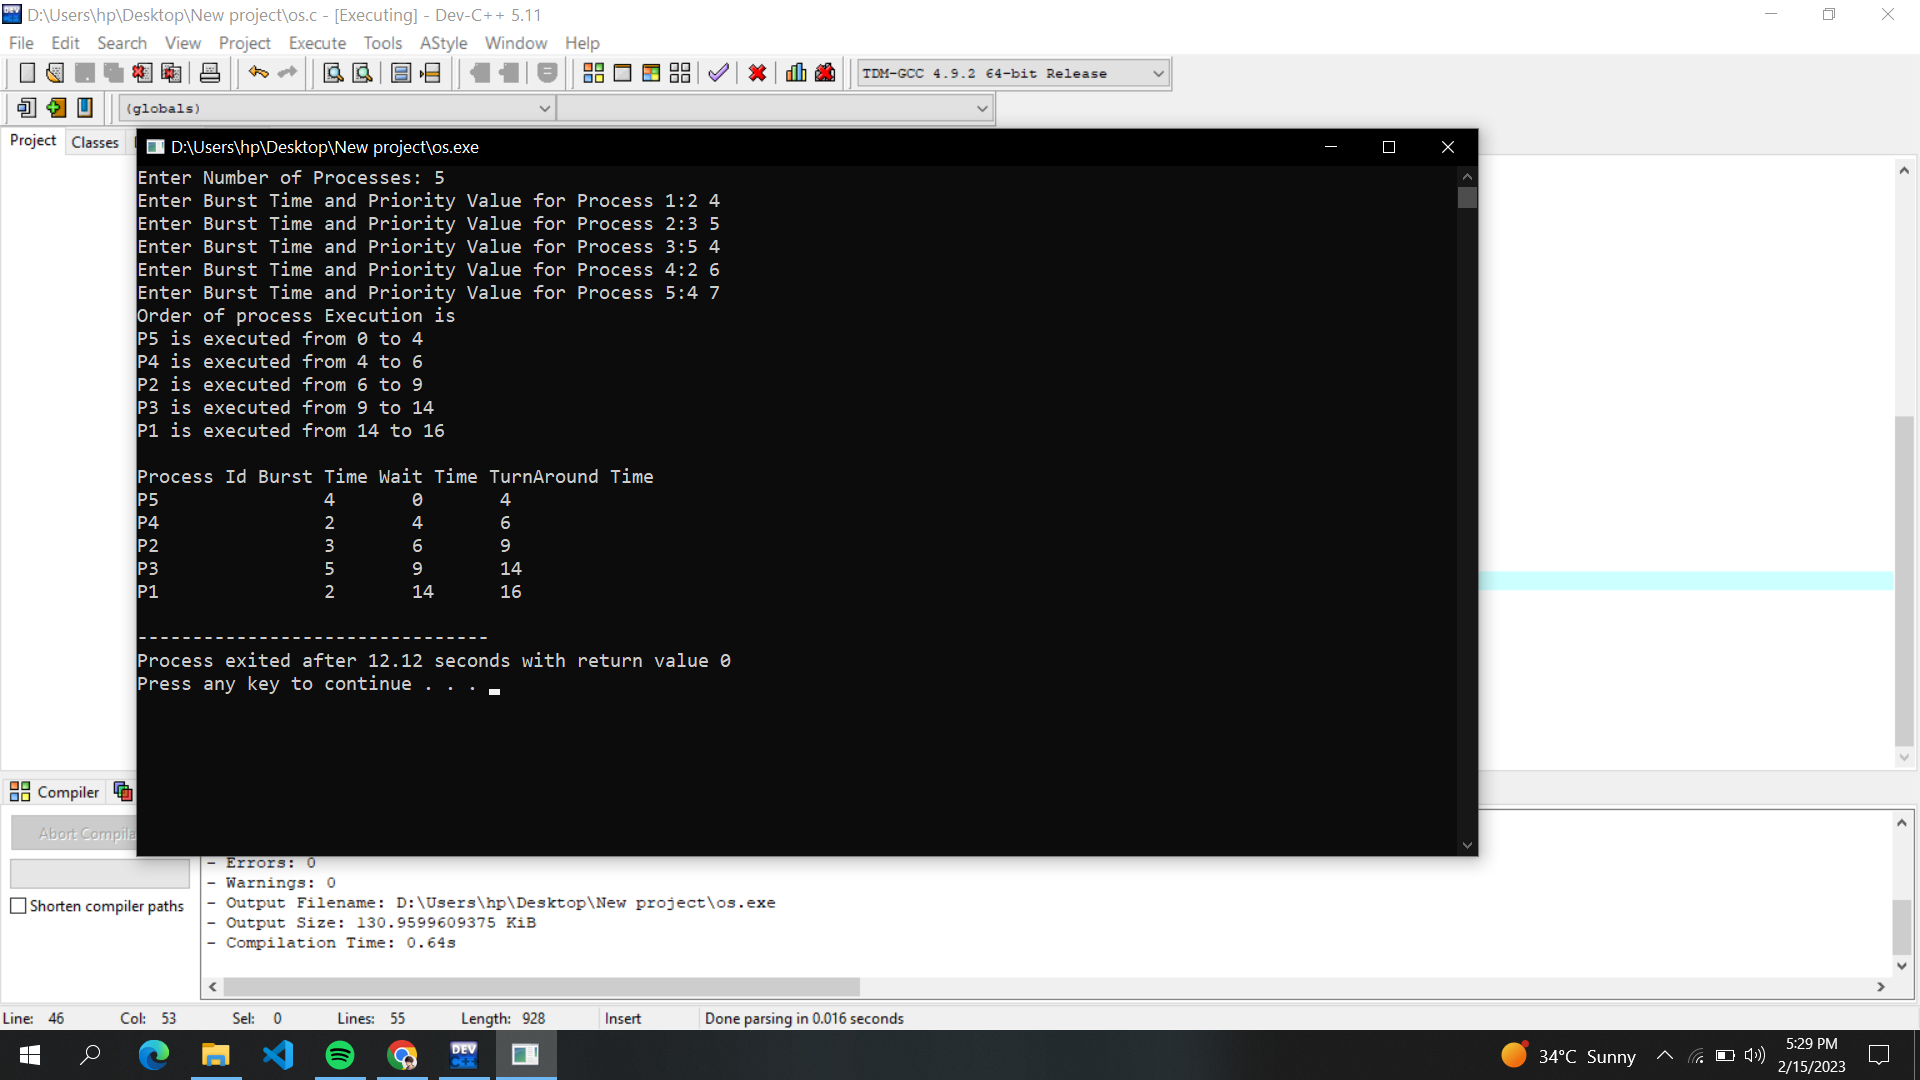 D:\Users\hp\Desktop\New project\os.c - [Executing] - Dev-C++ 5.11
File Edit Search View Project Execute Tools AStyle Window Help
TDM-GCC 4.9.2 64-bit Release
(globals)
Project Classes
D:\Users\hp\Desktop\New project\os.exe
Enter Number of Processes: 5
Enter Burst Time and Priority Value for Process 1:2 4
Enter Burst Time and Priority Value for Process 2:3 5
Enter Burst Time and Priority Value for Process 3:5 4
Enter Burst Time and Priority Value for Process 4:2 6
Enter Burst Time and Priority Value for Process 5:4 7
Order of process Execution is
P5 is executed from 0 to 4
P4 is executed from 4 to 6
P2 is executed from 6 to 9
P3 is executed from 9 to 14
P1 is executed from 14 to 16
Process Id Burst Time Wait Time TurnAround Time
P5 4 0 4
P4 2 4 6
P2 3 6 9
P3 5 9 14
P1 2 14 16
--------------------------------
Process exited after 12.12 seconds with return value 0
Press any key to continue . . .
Compiler
Abort Compila
Shorten compiler paths
- Errors: 0
- Warnings: 0
- Output Filename: D:\Users\hp\Desktop\New project\os.exe
- Output Size: 130.9599609375 KiB
- Compilation Time: 0.64s
Line: 46 Col: 53 Sel: 0 Lines: 55 Length: 928 Insert Done parsing in 0.016 seconds
DEV C++
34°C Sunny
5:29 PM
2/15/2023